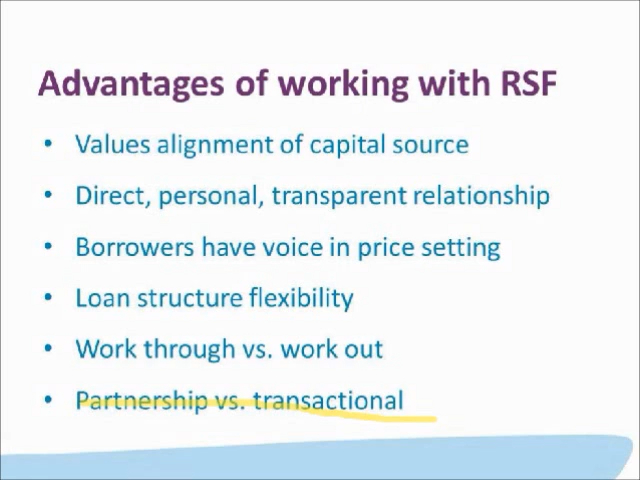 Advantages of working with RSF
• Values alignment of capital source
• Direct, personal, transparent relationship
• Borrowers have voice in price setting
• Loan structure flexibility
• Work through vs. work out
• Partnership vs. transactional